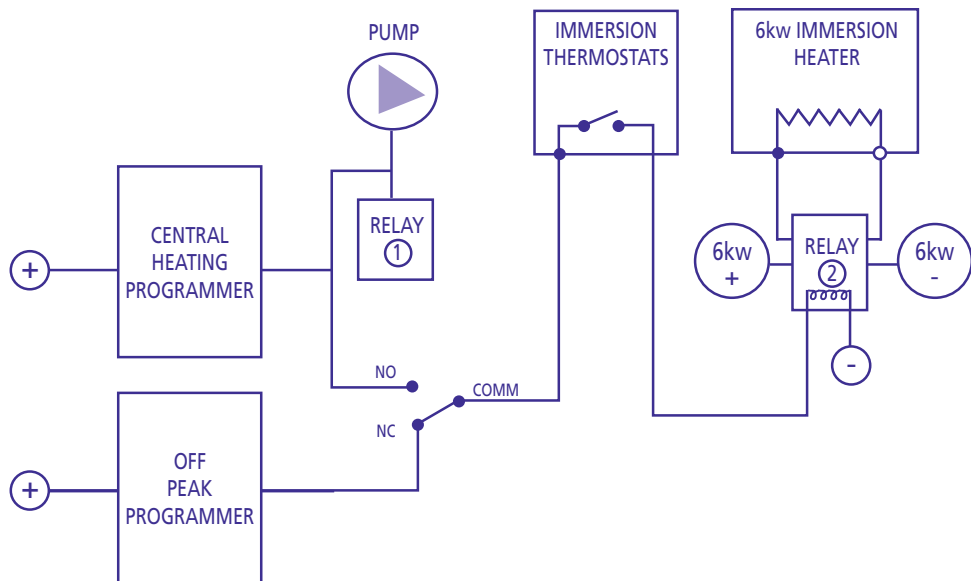 PUMP
IMMERSION
THERMOSTATS
6kw IMMERSION
HEATER
CENTRAL
HEATING
PROGRAMMER
RELAY
1
6kw
+
RELAY
2
6kw
-
+
-
NO
COMM
NC
OFF
PEAK
PROGRAMMER
+